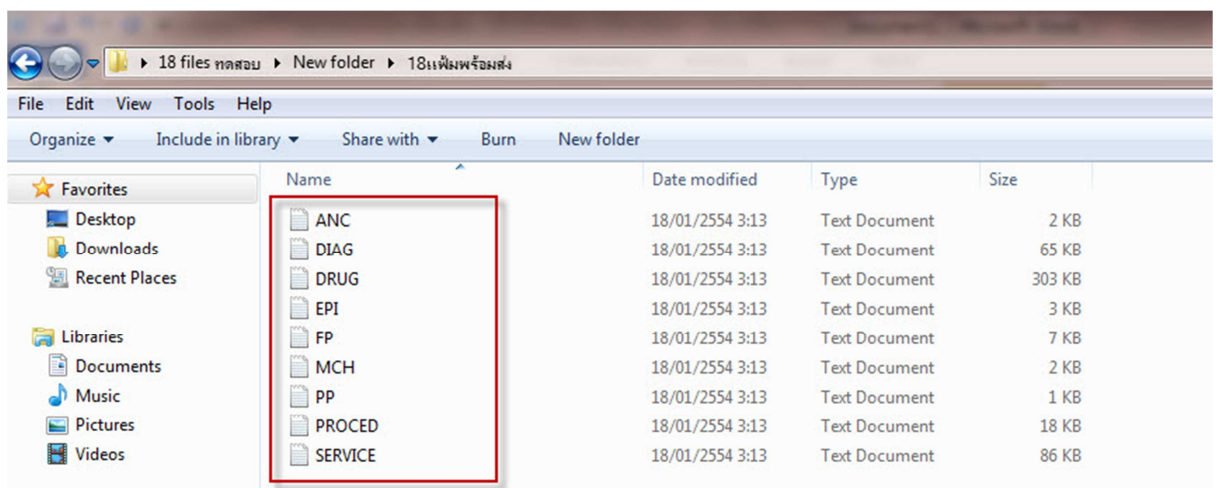 18 files ทดสอบ ▸ New folder ▸ 18แฟ้มพร้อมส่ง
File Edit View Tools Help
Organize Include in library Share with Burn New folder
Name Date modified Type Size
Favorites
Desktop
Downloads
Recent Places
Libraries
Documents
Music
Pictures
Videos
ANC 18/01/2554 3:13 Text Document 2 KB
DIAG 18/01/2554 3:13 Text Document 65 KB
DRUG 18/01/2554 3:13 Text Document 303 KB
EPI 18/01/2554 3:13 Text Document 3 KB
FP 18/01/2554 3:13 Text Document 7 KB
MCH 18/01/2554 3:13 Text Document 2 KB
PP 18/01/2554 3:13 Text Document 1 KB
PROCED 18/01/2554 3:13 Text Document 18 KB
SERVICE 18/01/2554 3:13 Text Document 86 KB